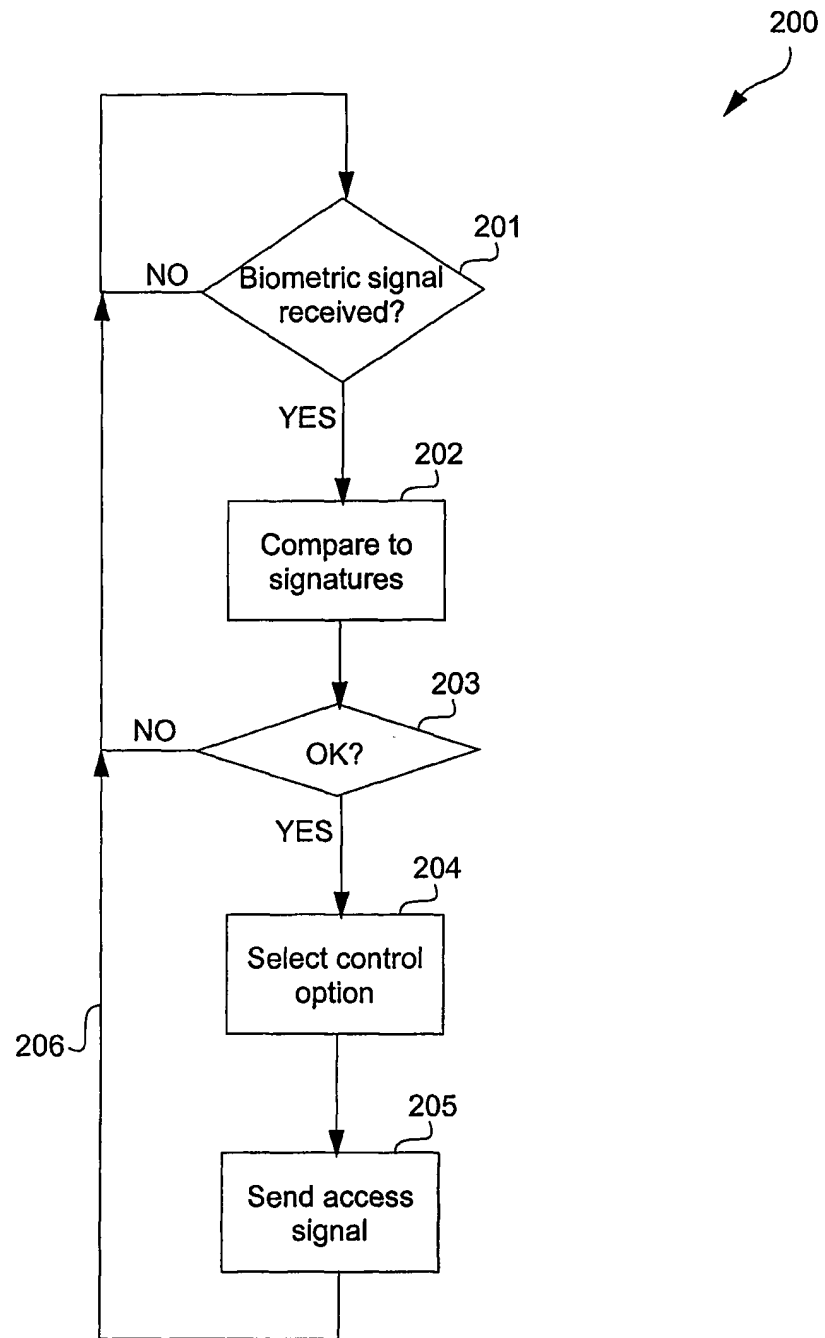 200
201
NO
Biometric signal
received?
YES
202
Compare to
signatures
203
NO
OK?
YES
204
Select control
option
206
205
Send access
signal